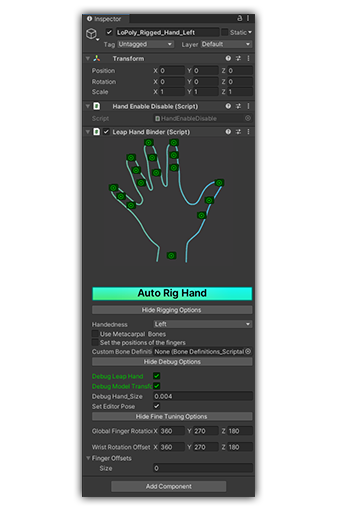 Inspector
LoPoly_Rigged_Hand_Left Static
Tag Untagged Layer Default
Transform
Position X 0 Y 0 Z 0
Rotation X 0 Y 0 Z 0
Scale X 1 Y 1 Z 1
Hand Enable Disable (Script)
Script HandEnableDisable
Leap Hand Binder (Script)
Auto Rig Hand
Hide Rigging Options
Handedness Left
Use Metacarpal Bones
Set the positions of the fingers
Custom Bone Definiti None (Bone Definitions_Scriptal
Hide Debug Options
Debug Leap Hand
Debug Model Transf
Debug Hand_Size 0.004
Set Editor Pose
Hide Fine Tuning Options
Global Finger Rotatio X 360 Y 270 Z 180
Wrist Rotation Offset X 360 Y 270 Z 180
Finger Offsets
Size 0
Add Component